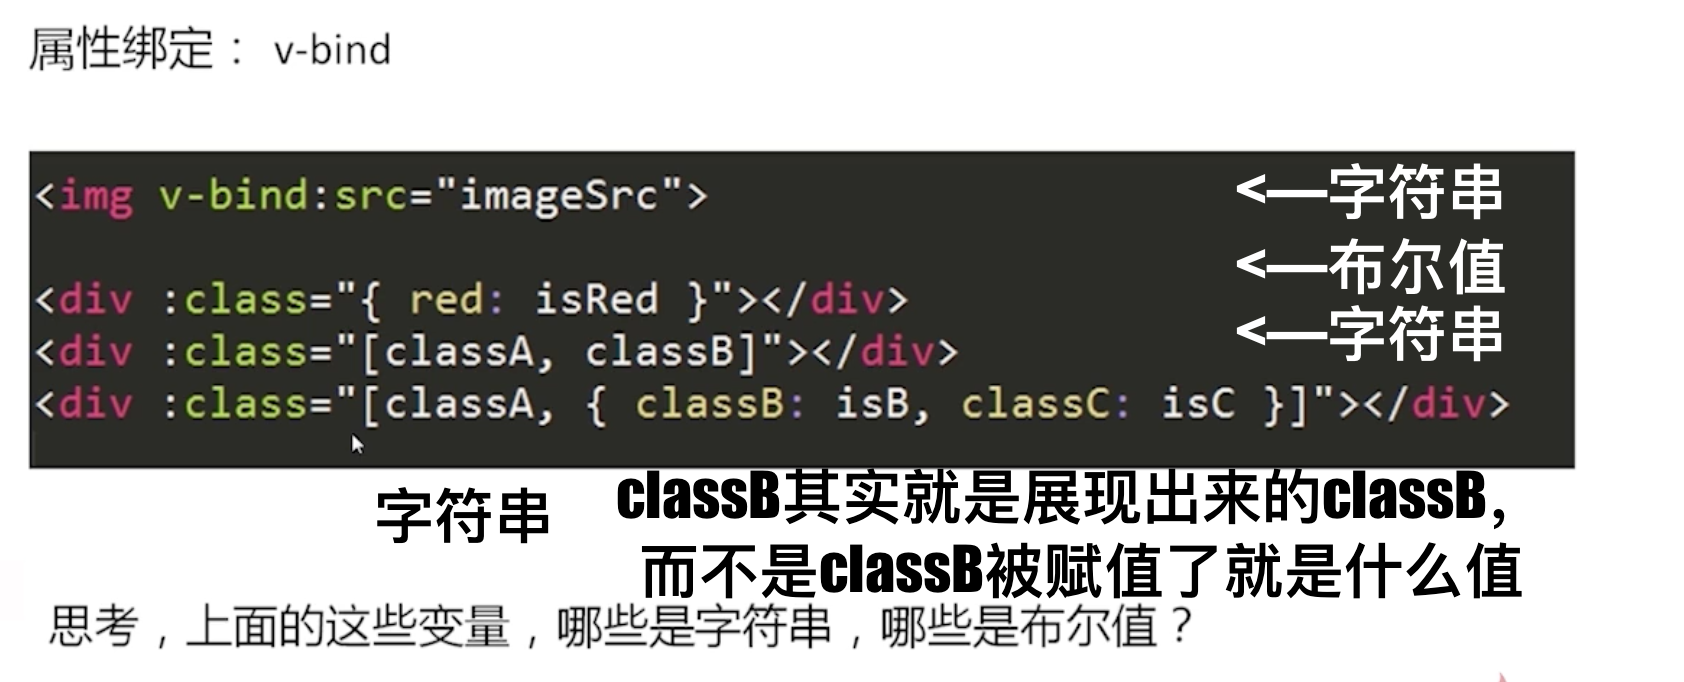 属性绑定： v-bind
<img v-bind:src="imageSrc"> <—字符串
<—布尔值
<div :class="{ red: isRed }"></div>
<—字符串
<div :class="[classA, classB]"></div>
<div :class="[classA, { classB: isB, classC: isC }]"></div>
字符串
classB其实就是展现出来的classB，
而不是classB被赋值了就是什么值
思考，上面的这些变量，哪些是字符串，哪些是布尔值？